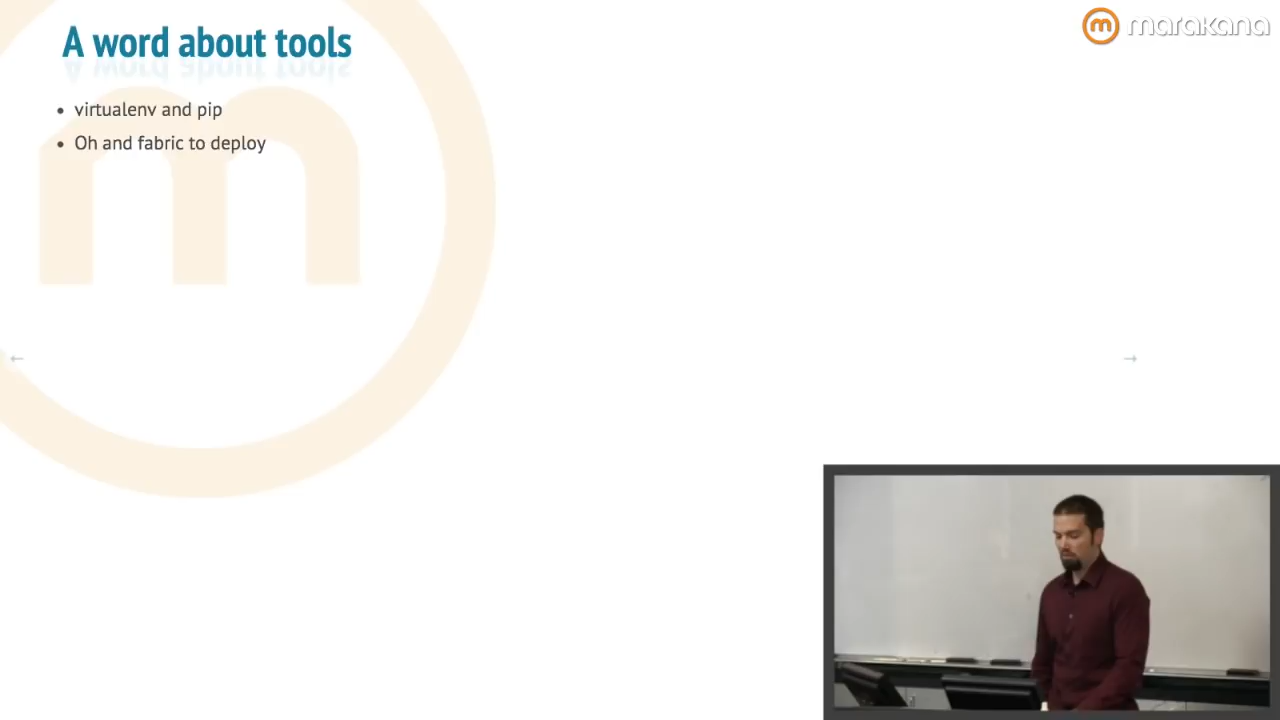 A word about tools
marakana
virtualenv and pip
Oh and fabric to deploy